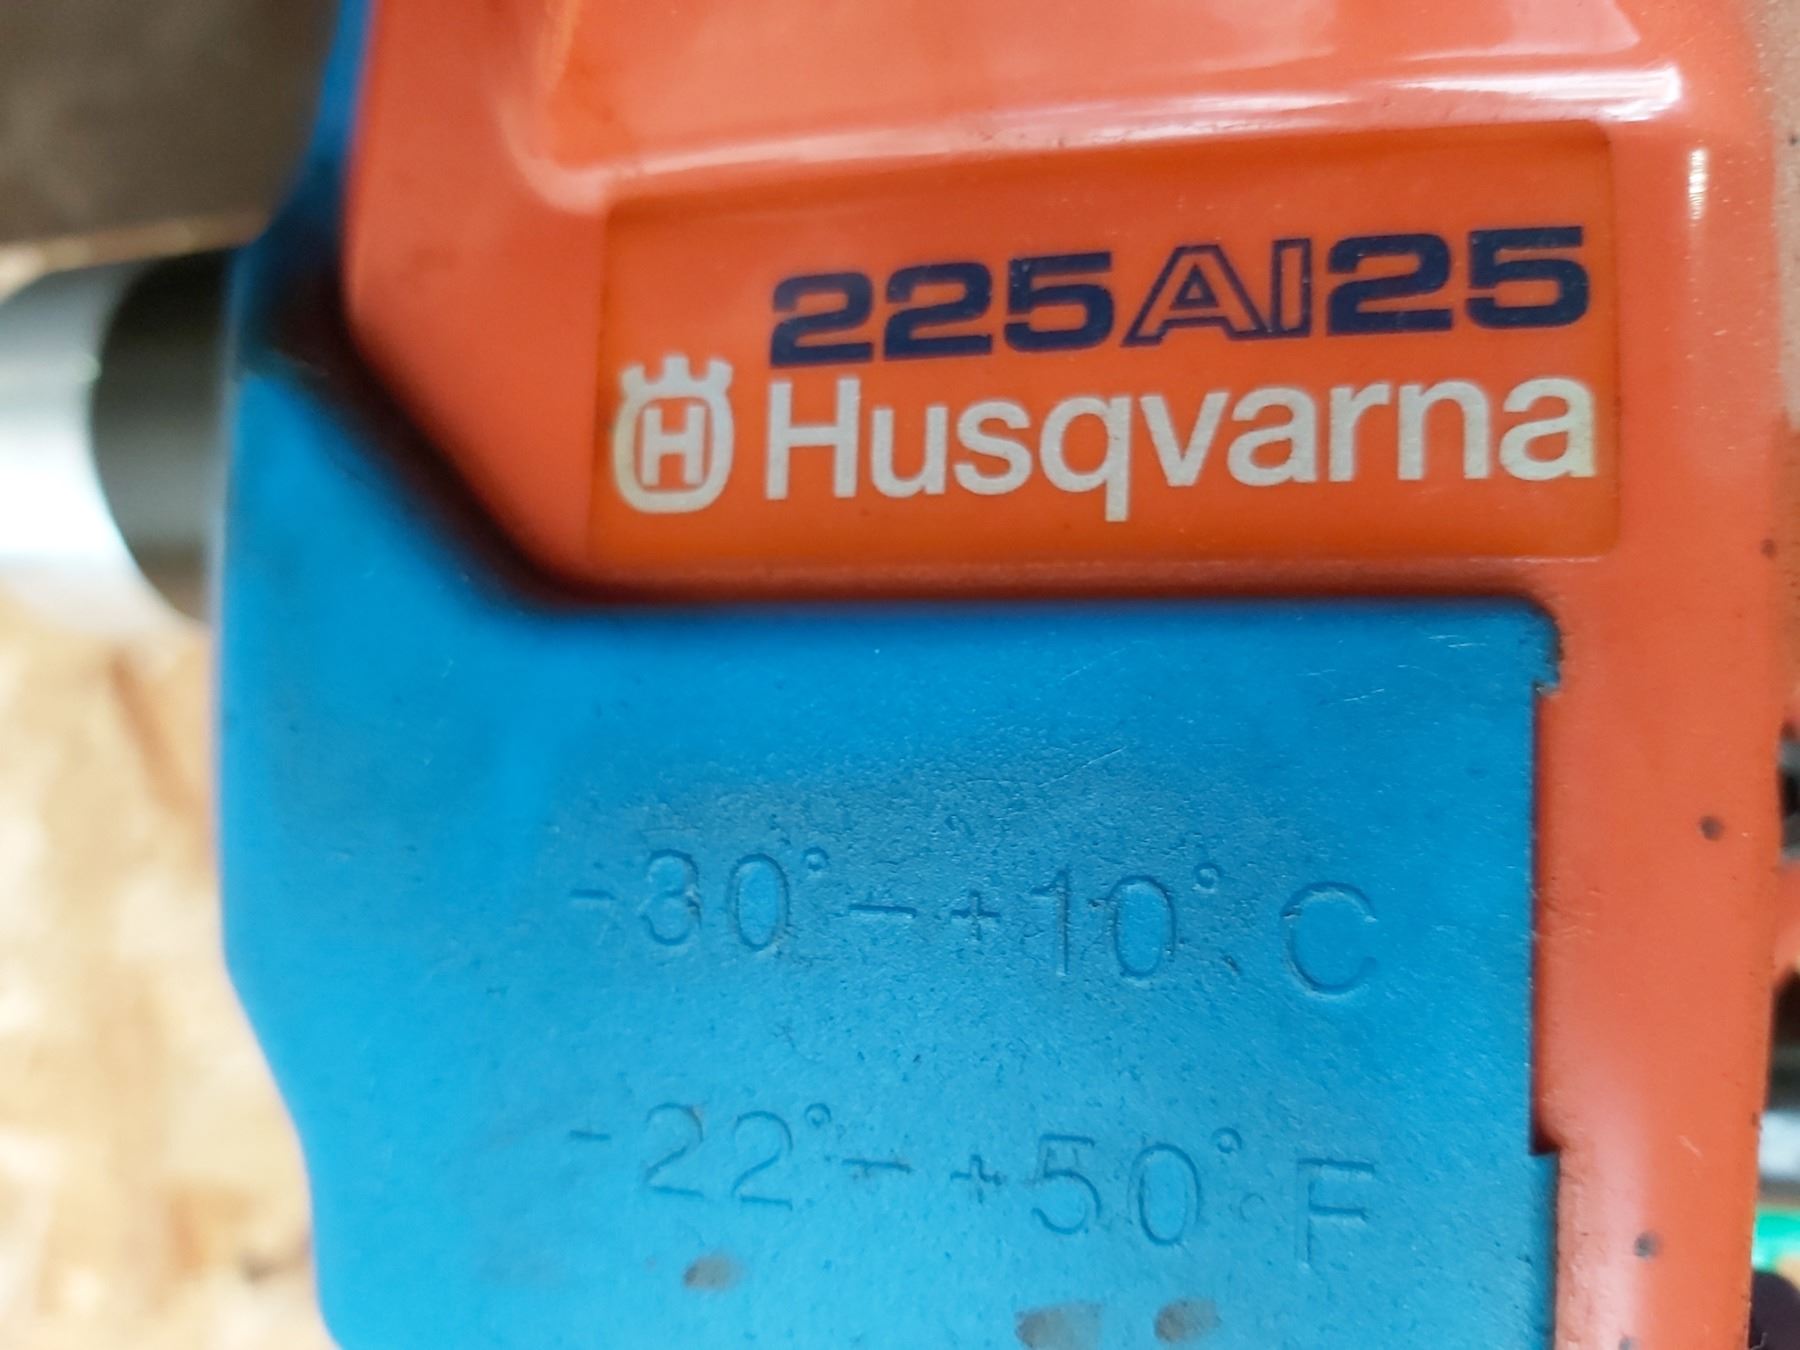 225AI25
H Husqvarna
-30° - +10° C
-22° - +50° F